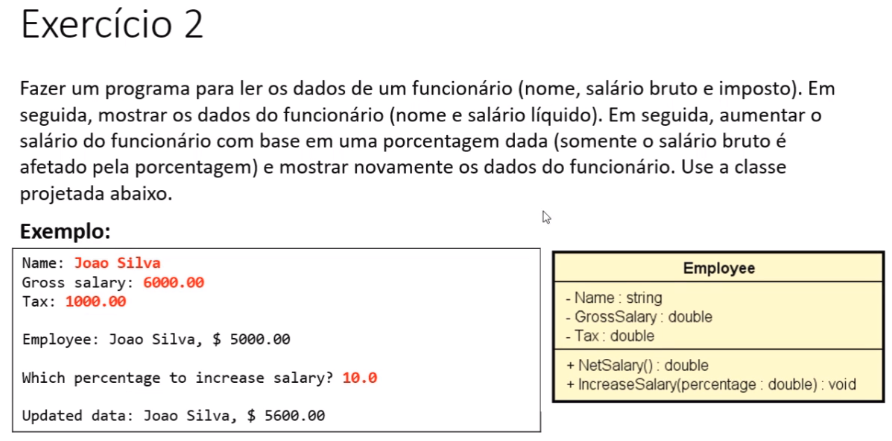 Exercício 2
Fazer um programa para ler os dados de um funcionário (nome, salário bruto e imposto). Em
seguida, mostrar os dados do funcionário (nome e salário líquido). Em seguida, aumentar o
salário do funcionário com base em uma porcentagem dada (somente o salário bruto é
afetado pela porcentagem) e mostrar novamente os dados do funcionário. Use a classe
projetada abaixo.
Exemplo:
Name: Joao Silva
Gross salary: 6000.00
Tax: 1000.00
Employee: Joao Silva, $ 5000.00
Which percentage to increase salary? 10.0
Updated data: Joao Silva, $ 5600.00
Employee
- Name : string
- GrossSalary : double
- Tax : double
+ NetSalary() : double
+ IncreaseSalary(percentage : double) : void